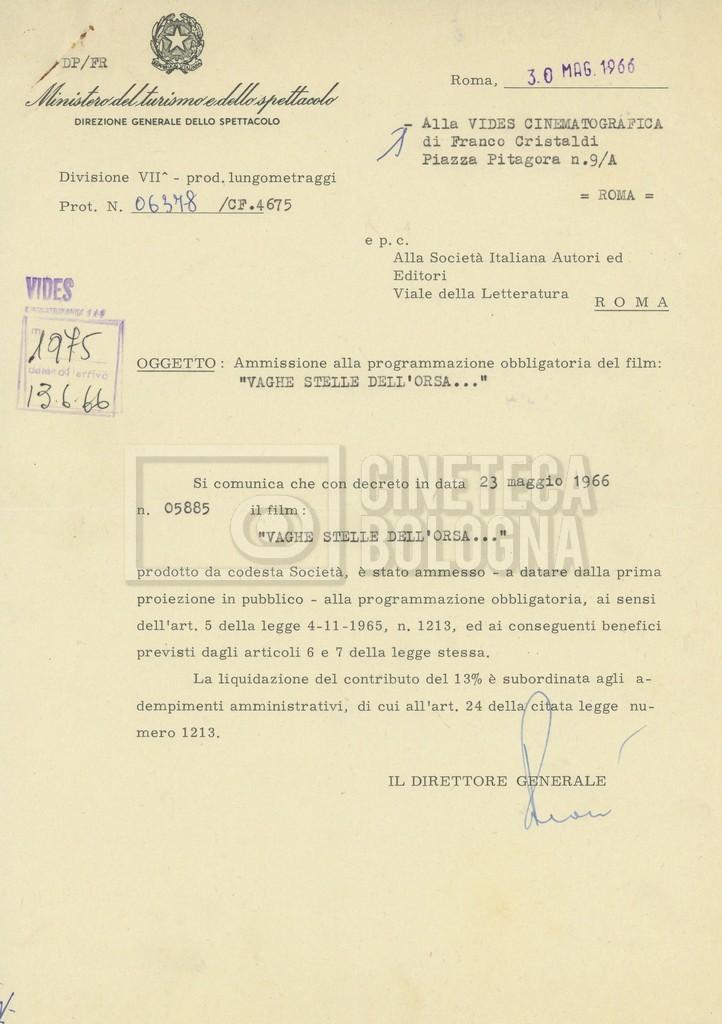 DP/FR
Ministero del turismo e dello spettacolo
DIREZIONE GENERALE DELLO SPETTACOLO
Roma, 30 MAG. 1966
- Alla VIDES CINEMATOGRAFICA
di Franco Cristaldi
Piazza Pitagora n.9/A
= ROMA =
Divisione VII^ - prod. lungometraggi
Prot. N. 06378 /CF.4675
e p. c.
Alla Società Italiana Autori ed
Editori
Viale della Letteratura
R O M A
VIDES
1975
data di arrivo
13.6.66
OGGETTO : Ammissione alla programmazione obbligatoria del film:
"VAGHE STELLE DELL'ORSA..."
CINETECA
BOLOGNA
Si comunica che con decreto in data 23 maggio 1966
n. 05885 il film :
"VAGHE STELLE DELL'ORSA..."
prodotto da codesta Società, è stato ammesso - a datare dalla prima
proiezione in pubblico - alla programmazione obbligatoria, ai sensi
dell'art. 5 della legge 4-11-1965, n. 1213, ed ai conseguenti benefici
previsti dagli articoli 6 e 7 della legge stessa.
La liquidazione del contributo del 13% è subordinata agli a-
dempimenti amministrativi, di cui all'art. 24 della citata legge nu-
mero 1213.
IL DIRETTORE GENERALE